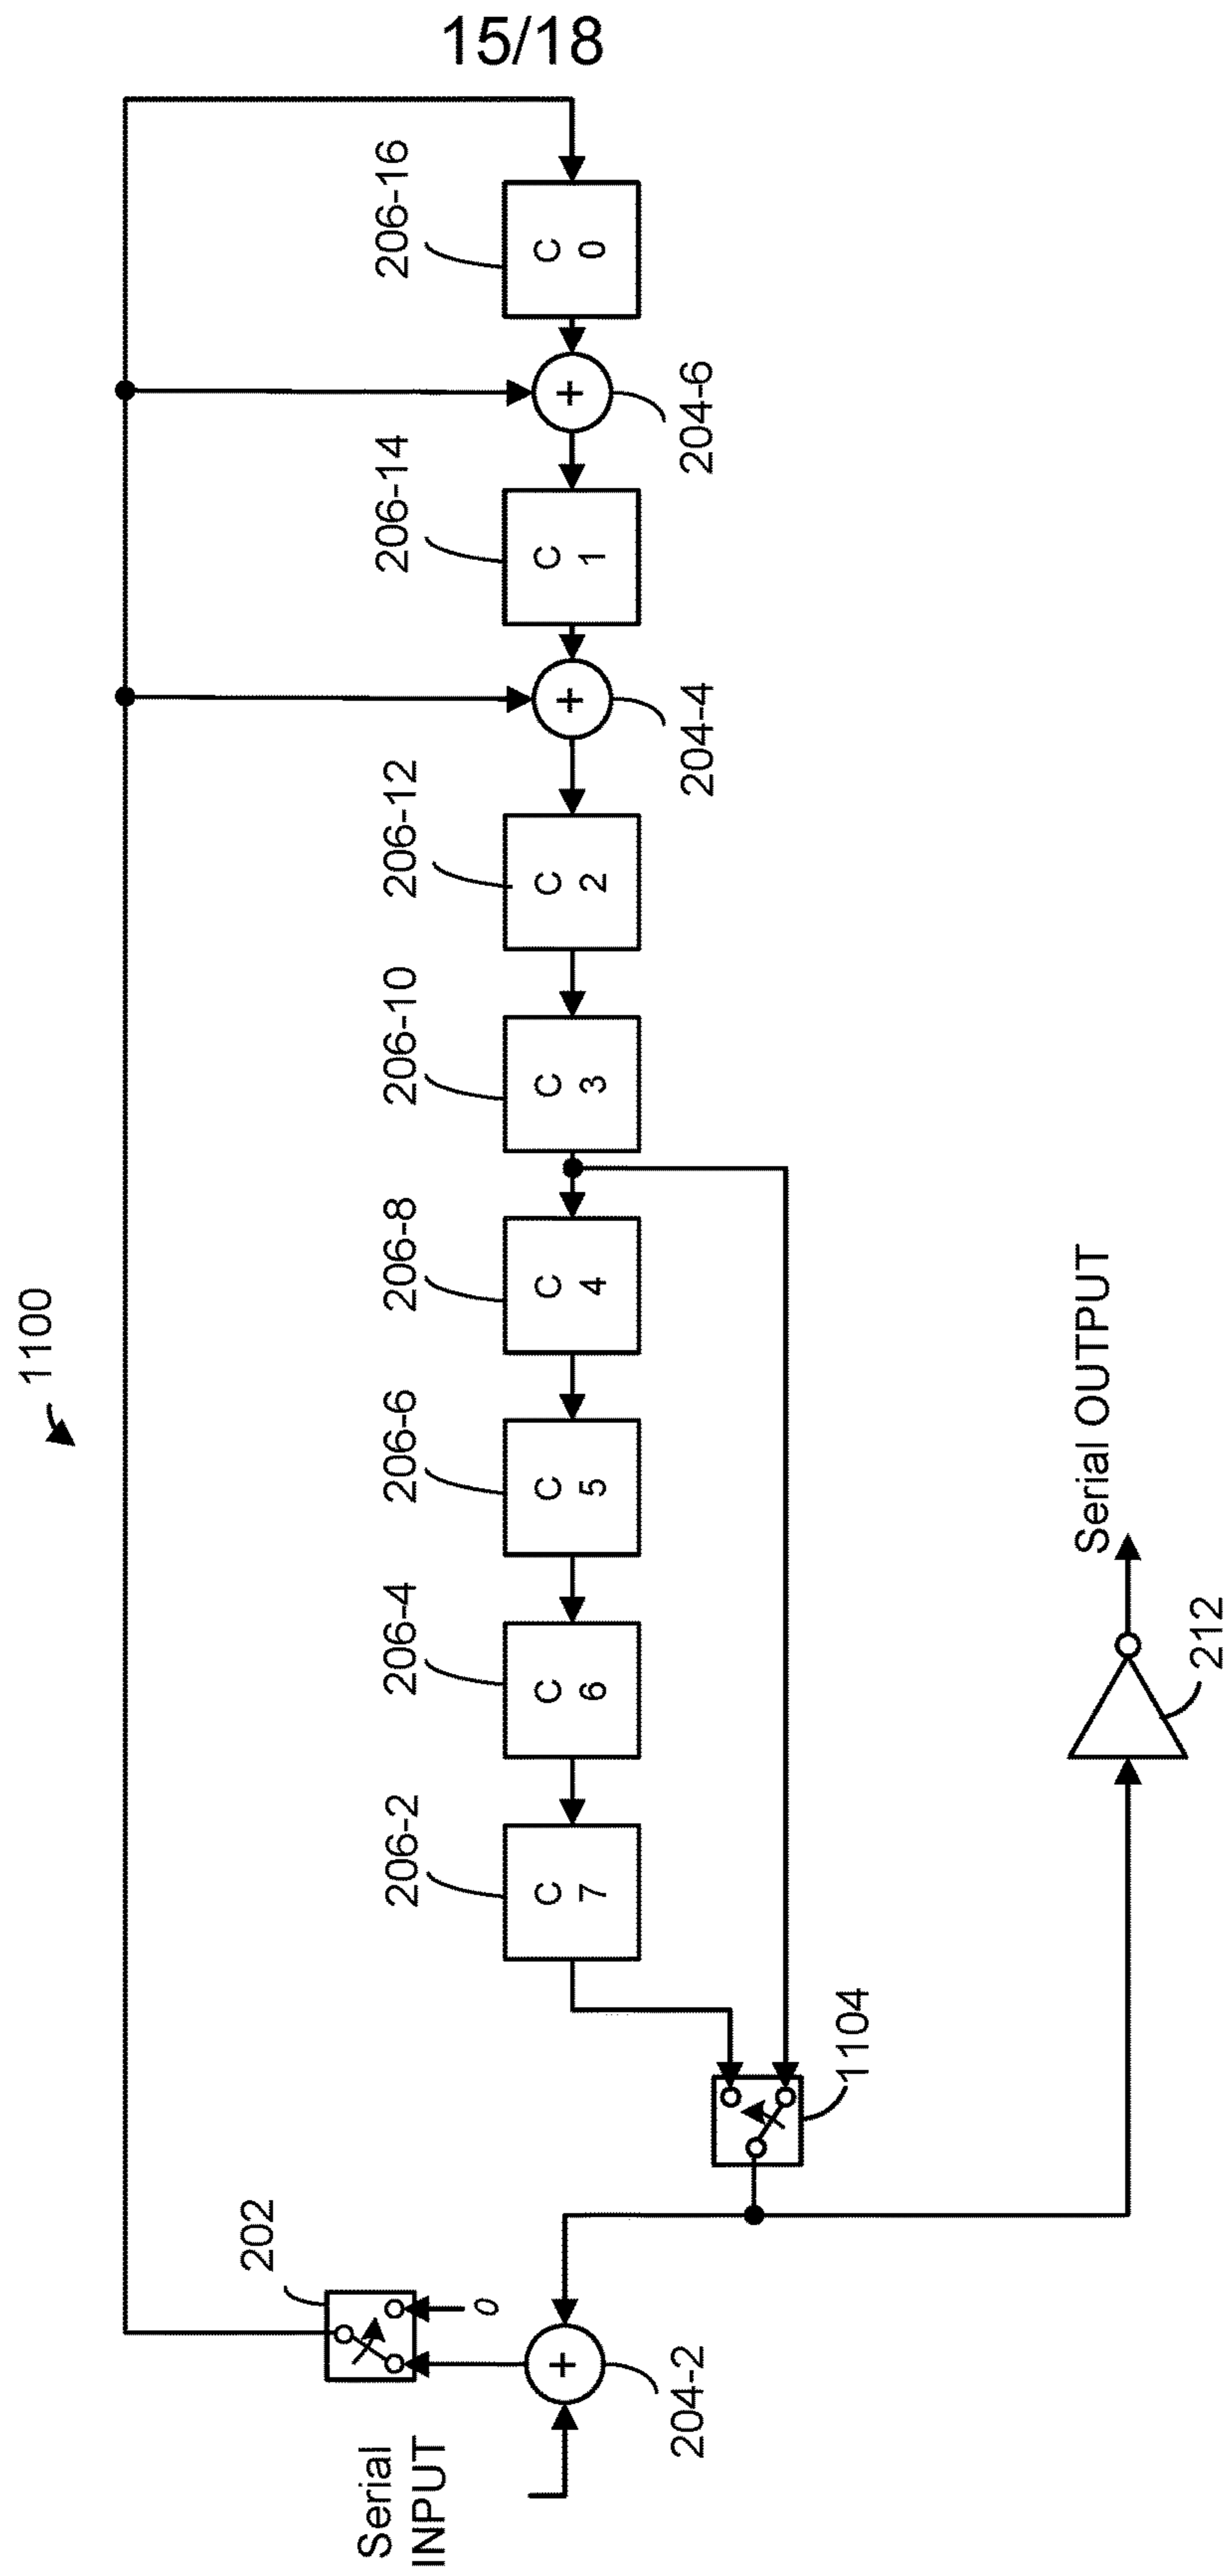 15/18
1100
206-2
206-4
206-6
206-8
206-10
206-12
206-14
206-16
C
7
C
6
C
5
C
4
C
3
C
2
C
1
C
0
+
+
204-4
204-6
202
0
Serial
INPUT
+
204-2
1104
Serial OUTPUT
212